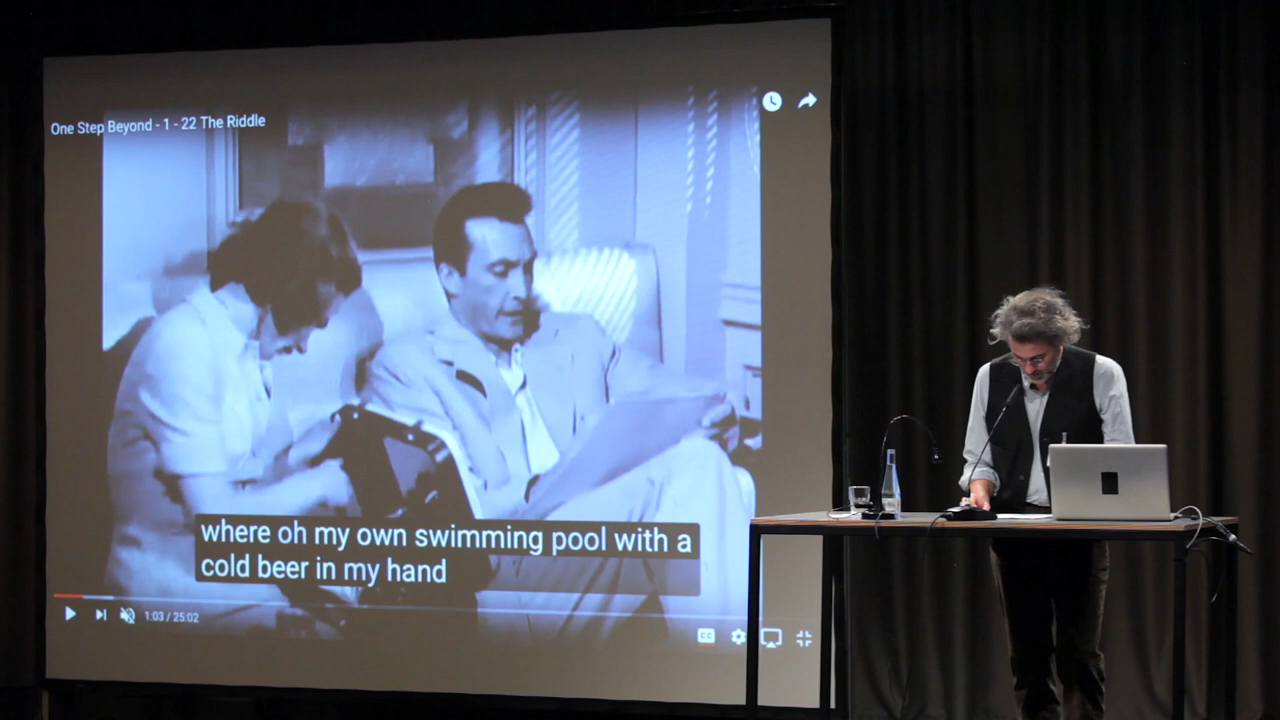 One Step Beyond - 1 - 22 The Riddle
where oh my own swimming pool with a
cold beer in my hand
1:03 / 25:02
CC